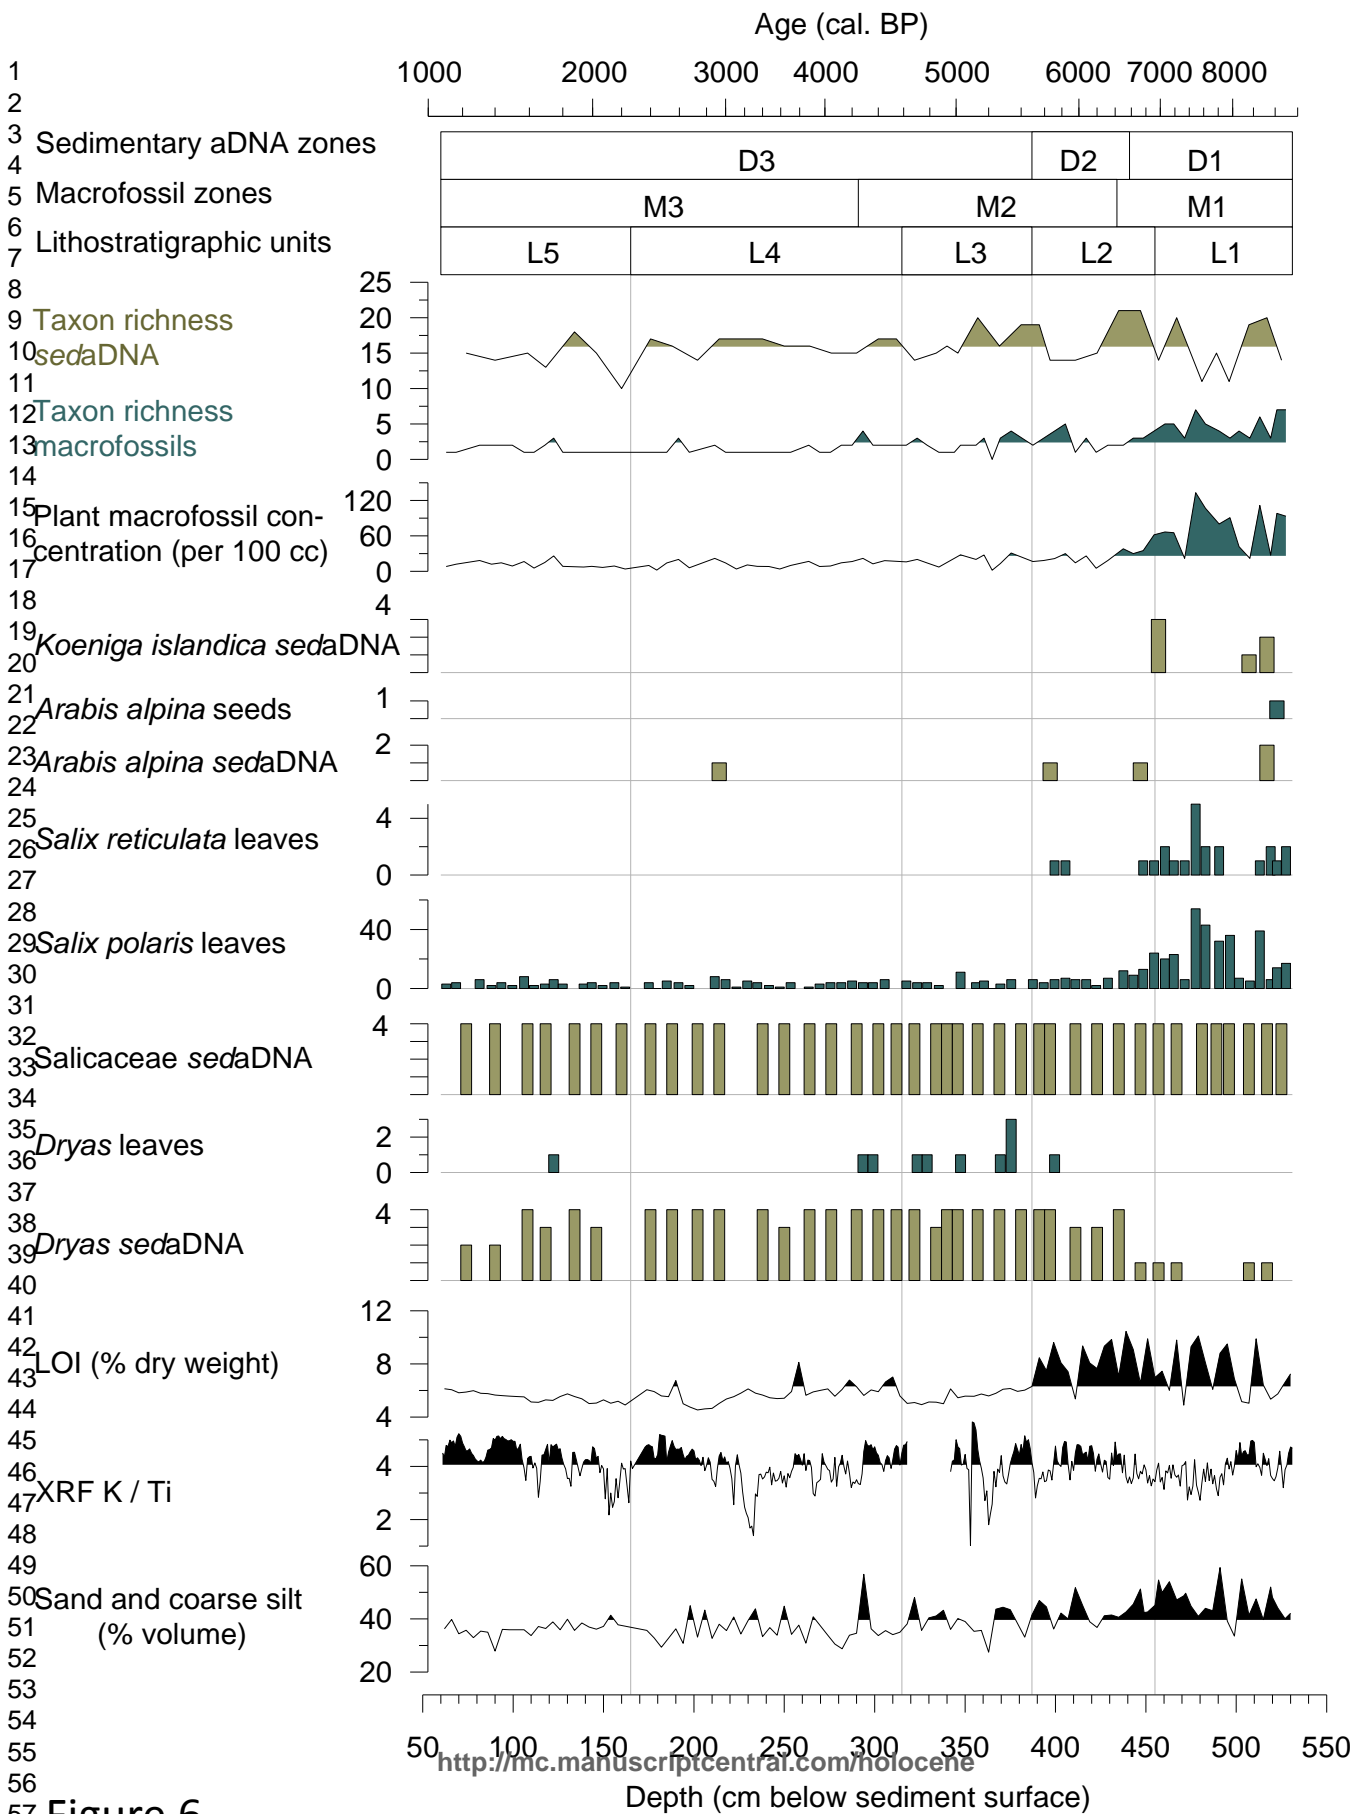 Age (cal. BP)
1 1000 2000 3000 4000 5000 6000 7000 8000
2
3 Sedimentary aDNA zones D3 D2 D1
4
5 Macrofossil zones M3 M2 M1
6
7 Lithostratigraphic units L5 L4 L3 L2 L1
8 25
9 Taxon richness 20
10 sedaDNA 15
11 10
12 Taxon richness 5
13 macrofossils 0
14
15 Plant macrofossil con- 120
16 60
17 centration (per 100 cc) 0
18 4
19
20 Koeniga islandica sedaDNA
21 Arabis alpina seeds 1
22
23 Arabis alpina sedaDNA 2
24
25 4
26 Salix reticulata leaves
27 0
28
29 Salix polaris leaves 40
30 0
31
32 4
33 Salicaceae sedaDNA
34
35 Dryas leaves 2
36 0
37
38 4
39 Dryas sedaDNA
40
41 12
42 LOI (% dry weight) 8
43
44 4
45
46 4
47 XRF K / Ti
48 2
49 60
50 Sand and coarse silt
51 (% volume) 40
52
53 20
54
55 50 100 150 200 250 300 350 400 450 500 550
http://mc.manuscriptcentral.com/holocene
56 Depth (cm below sediment surface)
57 Figure 6